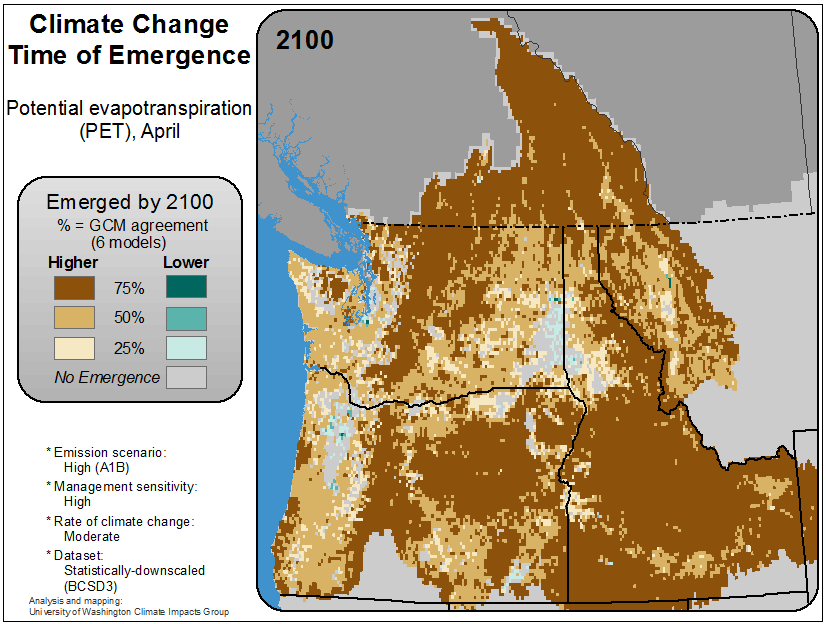 Climate Change
Time of Emergence
Potential evapotranspiration
(PET), April
Emerged by 2100
% = GCM agreement
(6 models)
Higher Lower
75%
50%
25%
No Emergence
* Emission scenario:
High (A1B)
* Management sensitivity:
High
* Rate of climate change:
Moderate
* Dataset:
Statistically-downscaled
(BCSD3)
Analysis and mapping:
University of Washington Climate Impacts Group
2100